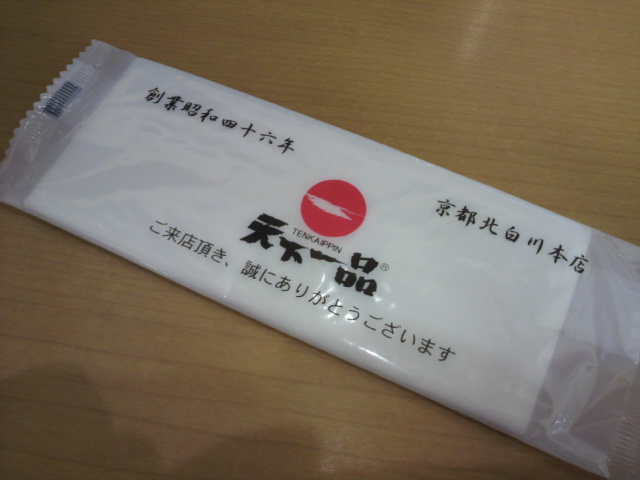 創業昭和四十六年
京都北白川本店
TENKAIPPIN
天下一品®
ご来店頂き、誠にありがとうございます